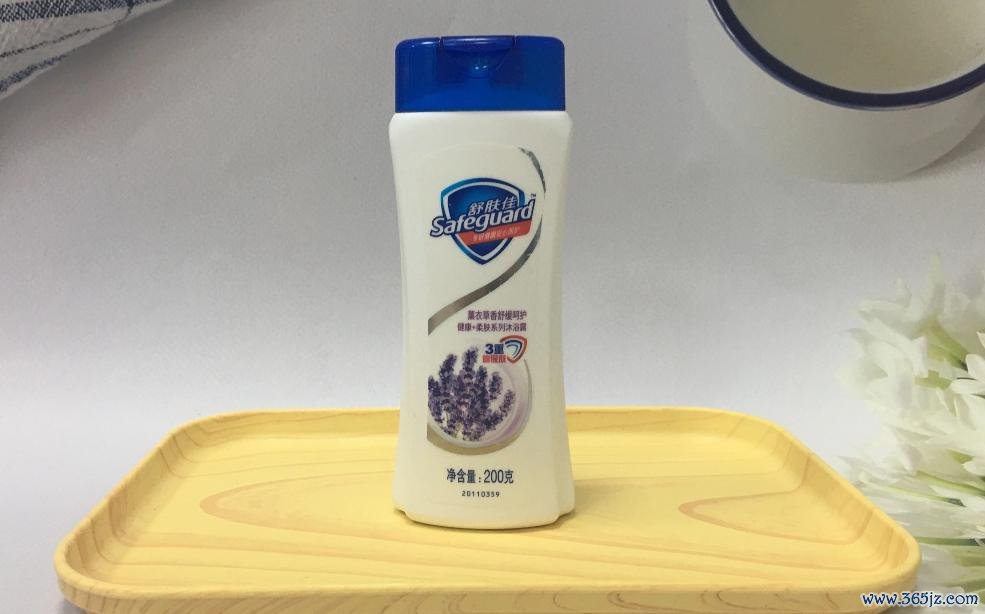 舒肤佳
Safeguard™
薰衣草香舒缓呵护
健康+柔肤系列沐浴露
3重
净含量:200克
20110359
www.365jz.com